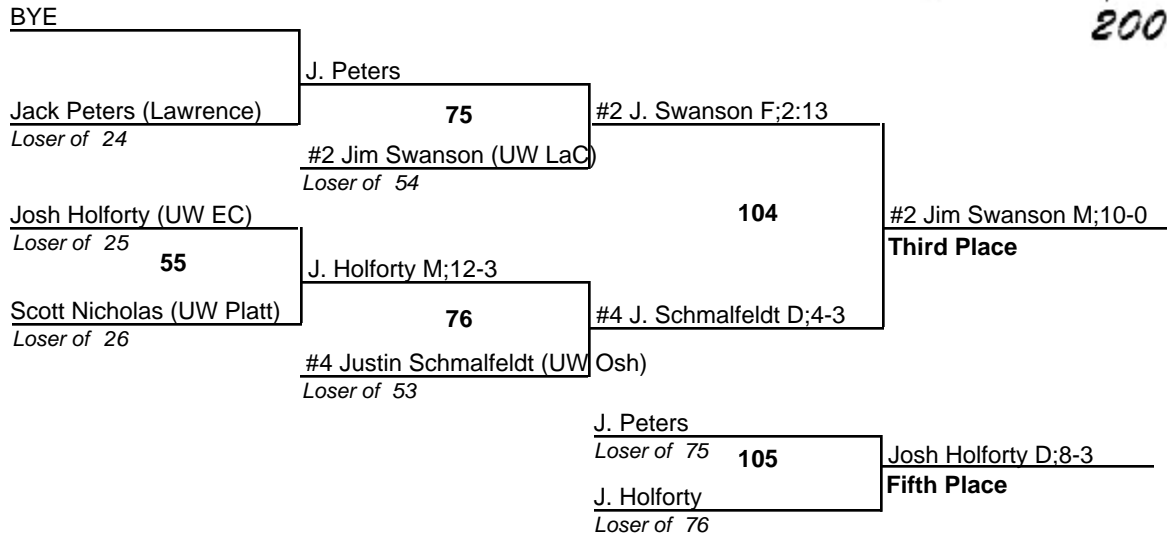 200
BYE
J. Peters
Jack Peters (Lawrence)
Loser of 24
75
#2 J. Swanson F;2:13
#2 Jim Swanson (UW LaC)
Loser of 54
Josh Holforty (UW EC)
Loser of 25
55
104
#2 Jim Swanson M;10-0
Third Place
J. Holforty M;12-3
Scott Nicholas (UW Platt)
Loser of 26
76
#4 J. Schmalfeldt D;4-3
#4 Justin Schmalfeldt (UW Osh)
Loser of 53
J. Peters
Loser of 75
105
Josh Holforty D;8-3
Fifth Place
J. Holforty
Loser of 76